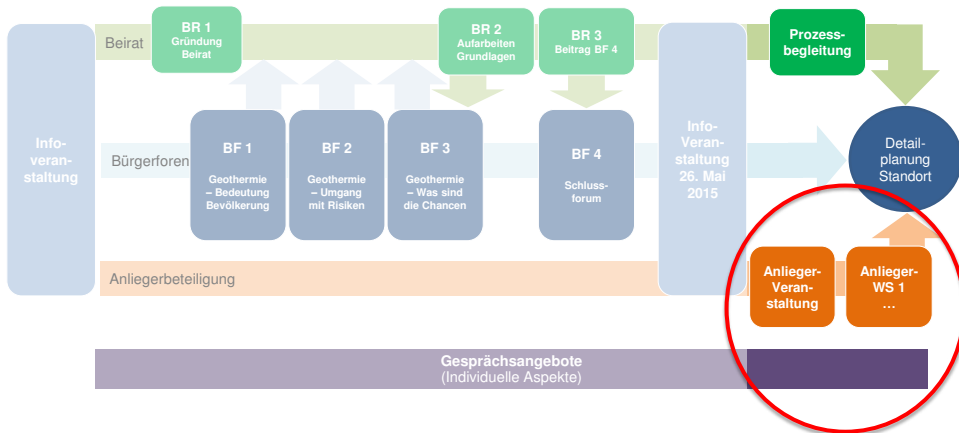 Beirat
BR 1
Gründung
Beirat
BR 2
Aufarbeiten
Grundlagen
BR 3
Beitrag BF 4
Prozess-
begleitung
Info-
veran-
staltung
Bürgerforen
BF 1
Geothermie
– Bedeutung
Bevölkerung
BF 2
Geothermie
– Umgang
mit Risiken
BF 3
Geothermie
– Was sind
die Chancen
BF 4
Schluss-
forum
Info-
Veran-
staltung
26. Mai
2015
Detail-
planung
Standort
Anliegerbeteiligung
Anlieger-
Veran-
staltung
Anlieger-
WS 1
...
Gesprächsangebote
(Individuelle Aspekte)